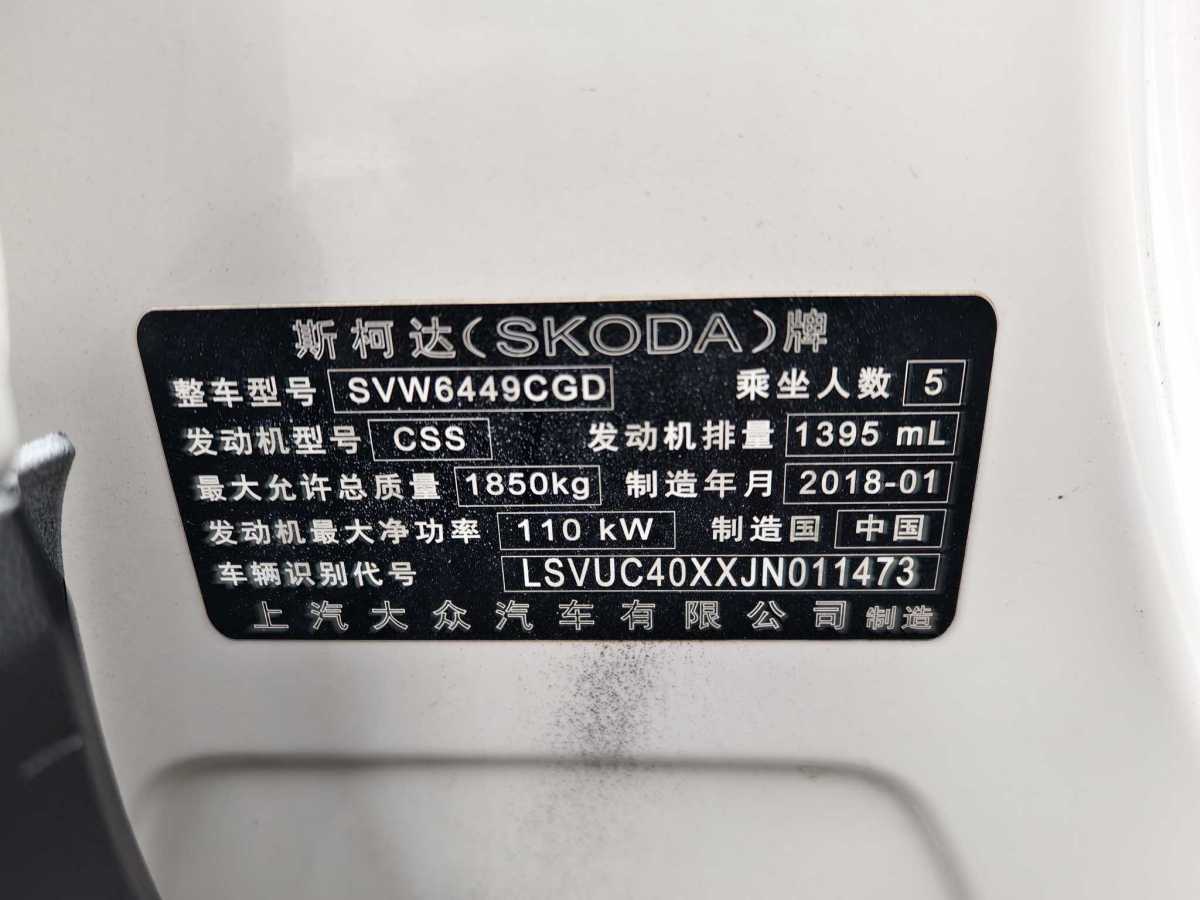 斯柯达(SKODA)牌
整车型号 SVW6449CGD 乘坐人数 5
发动机型号 CSS 发动机排量 1395 mL
最大允许总质量 1850kg 制造年月 2018-01
发动机最大净功率 110 kW 制造国 中国
车辆识别代号 LSVUC40XXJN011473
上汽大众汽车有限公司 制造